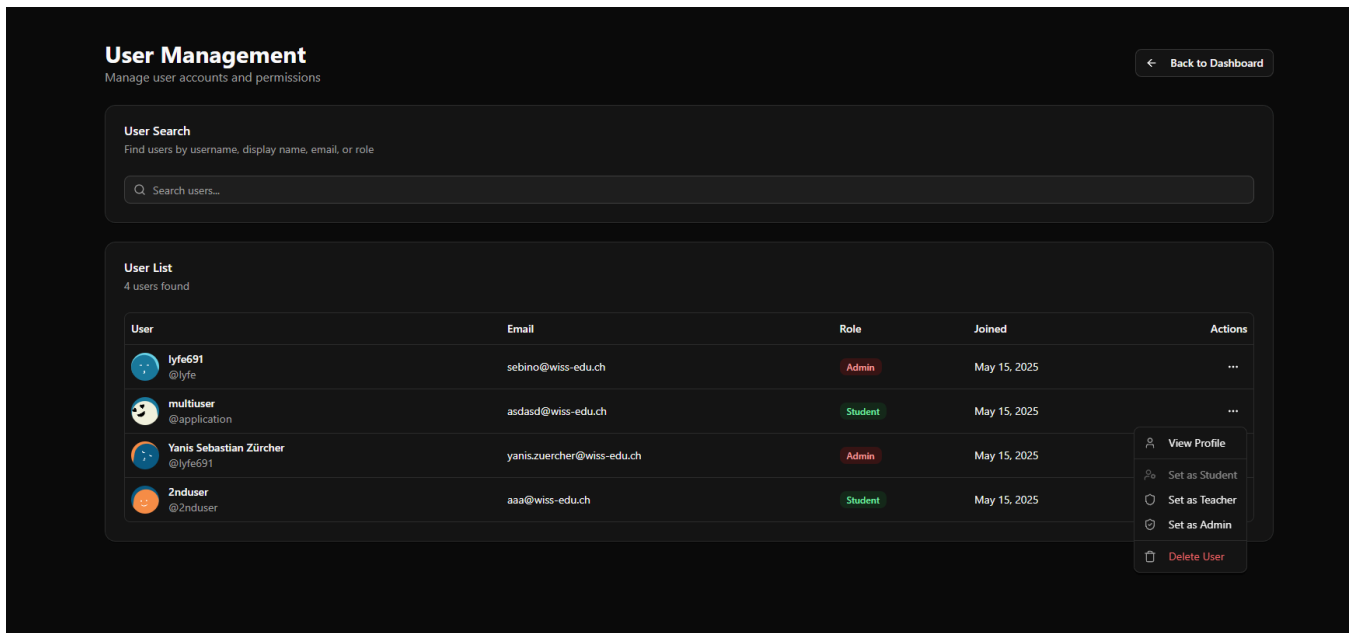 User Management
Manage user accounts and permissions
Back to Dashboard
User Search
Find users by username, display name, email, or role
Search users...
User List
4 users found
User Email Role Joined Actions
lyfe691
@lyfe
sebino@wiss-edu.ch Admin May 15, 2025
multiuser
@application
asdasd@wiss-edu.ch Student May 15, 2025
Yanis Sebastian Zürcher
@lyfe691
yanis.zuercher@wiss-edu.ch Admin May 15, 2025
2nduser
@2nduser
aaa@wiss-edu.ch Student May 15, 2025
View Profile
Set as Student
Set as Teacher
Set as Admin
Delete User